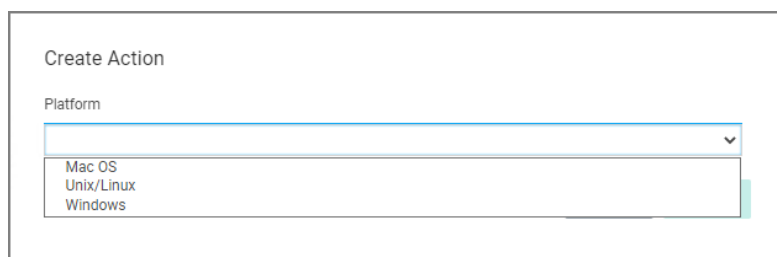 Create Action
Platform
Mac OS
Unix/Linux
Windows